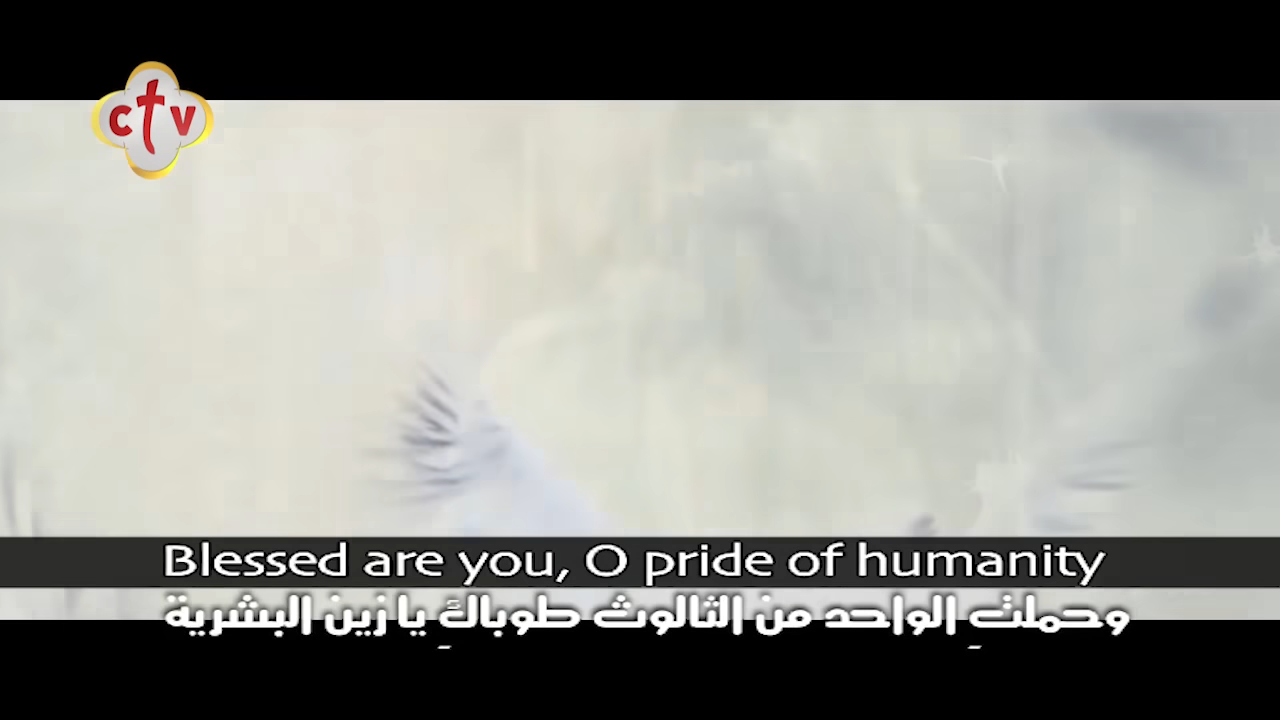 ctv
Blessed are you, O pride of humanity
وحملتِ الواحد من الثالوث طوباكِ يا زين البشرية